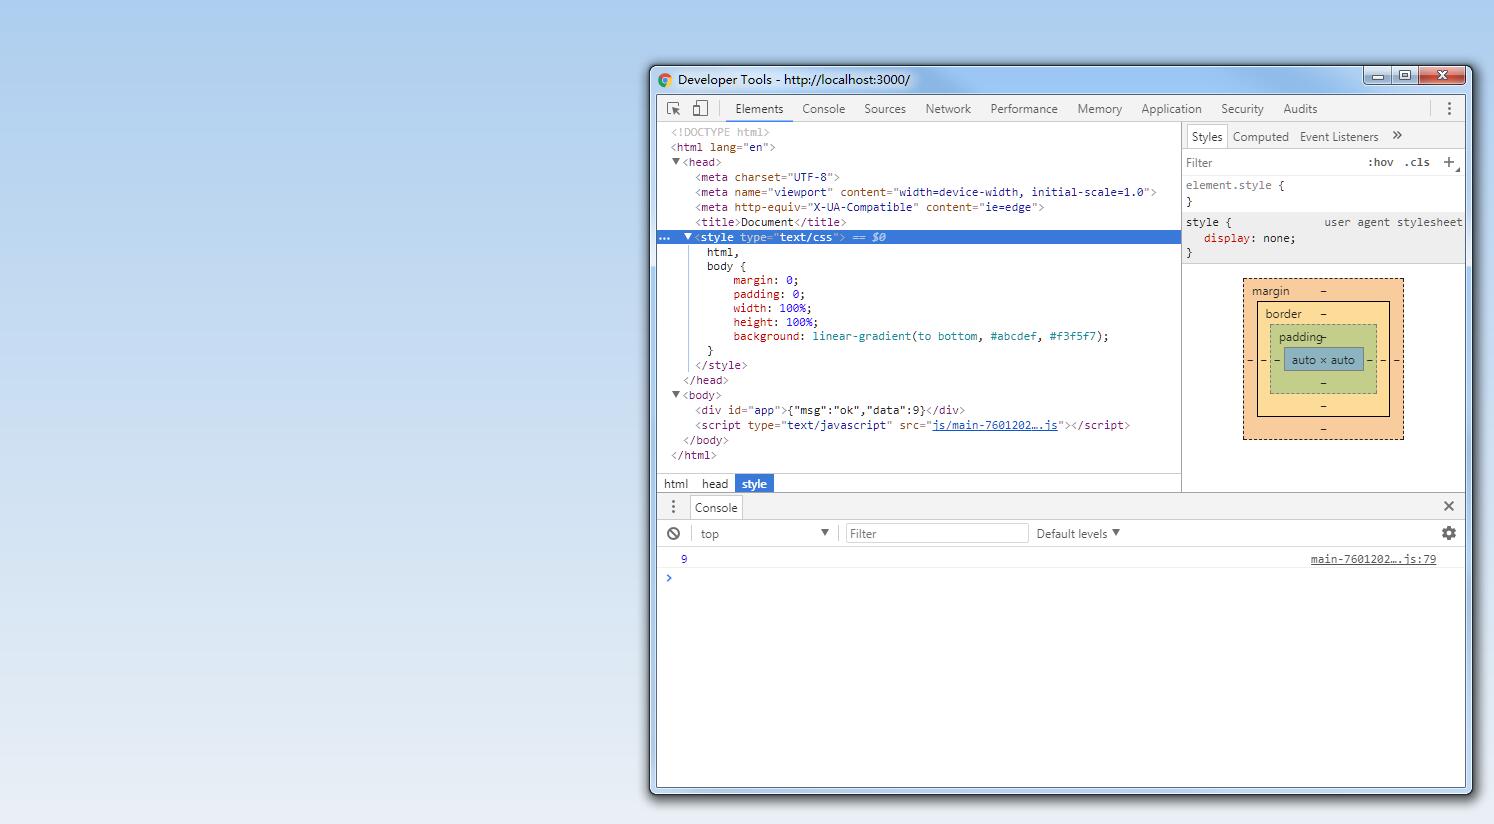 Developer Tools - http://localhost:3000/
Elements Console Sources Network Performance Memory Application Security Audits
<!DOCTYPE html>
<html lang="en">
<head>
<meta charset="UTF-8">
<meta name="viewport" content="width=device-width, initial-scale=1.0">
<meta http-equiv="X-UA-Compatible" content="ie=edge">
<title>Document</title>
<style type="text/css"> == $0
html,
body {
margin: 0;
padding: 0;
width: 100%;
height: 100%;
background: linear-gradient(to bottom, #abcdef, #f3f5f7);
}
</style>
</head>
<body>
<div id="app">{"msg":"ok","data":9}</div>
<script type="text/javascript" src="js/main-7601202….js"></script>
</body>
</html>
html head style
Styles Computed Event Listeners »
Filter :hov .cls +
element.style {
}
style { user agent stylesheet
display: none;
}
margin –
border –
padding–
– – – auto × auto – – –
–
–
–
Console
top Filter Default levels
9 main-7601202….js:79
>